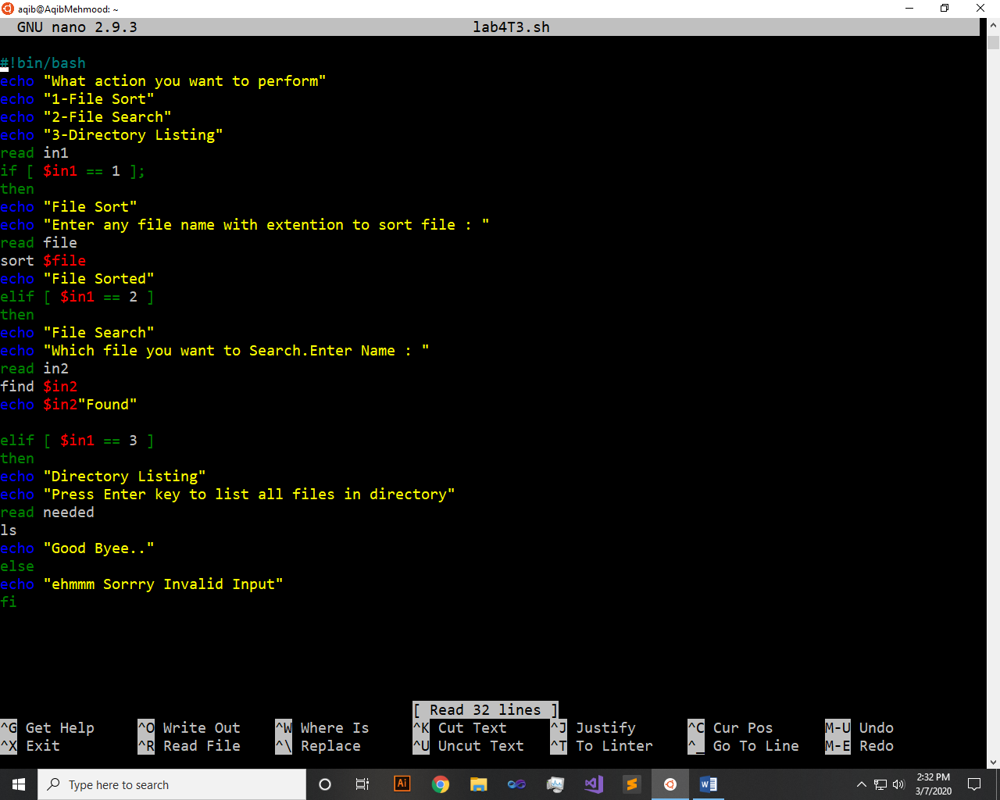 aqib@AqibMehmood: ~
GNU nano 2.9.3 lab4T3.sh
#!bin/bash
echo "What action you want to perform"
echo "1-File Sort"
echo "2-File Search"
echo "3-Directory Listing"
read in1
if [ $in1 == 1 ];
then
echo "File Sort"
echo "Enter any file name with extention to sort file : "
read file
sort $file
echo "File Sorted"
elif [ $in1 == 2 ]
then
echo "File Search"
echo "Which file you want to Search.Enter Name : "
read in2
find $in2
echo $in2"Found"
elif [ $in1 == 3 ]
then
echo "Directory Listing"
echo "Press Enter key to list all files in directory"
read needed
ls
echo "Good Byee.."
else
echo "ehmmm Sorrry Invalid Input"
fi
[ Read 32 lines ]
^G Get Help ^O Write Out ^W Where Is ^K Cut Text ^J Justify ^C Cur Pos M-U Undo
^X Exit ^R Read File ^\ Replace ^U Uncut Text ^T To Linter ^_ Go To Line M-E Redo
Type here to search
Ai
2:32 PM
3/7/2020